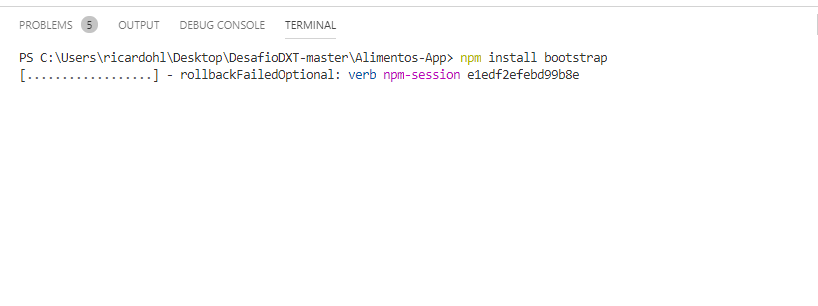 PROBLEMS 5 OUTPUT DEBUG CONSOLE TERMINAL
PS C:\Users\ricardohl\Desktop\DesafioDXT-master\Alimentos-App> npm install bootstrap
[..................] - rollbackFailedOptional: verb npm-session e1edf2efebd99b8e